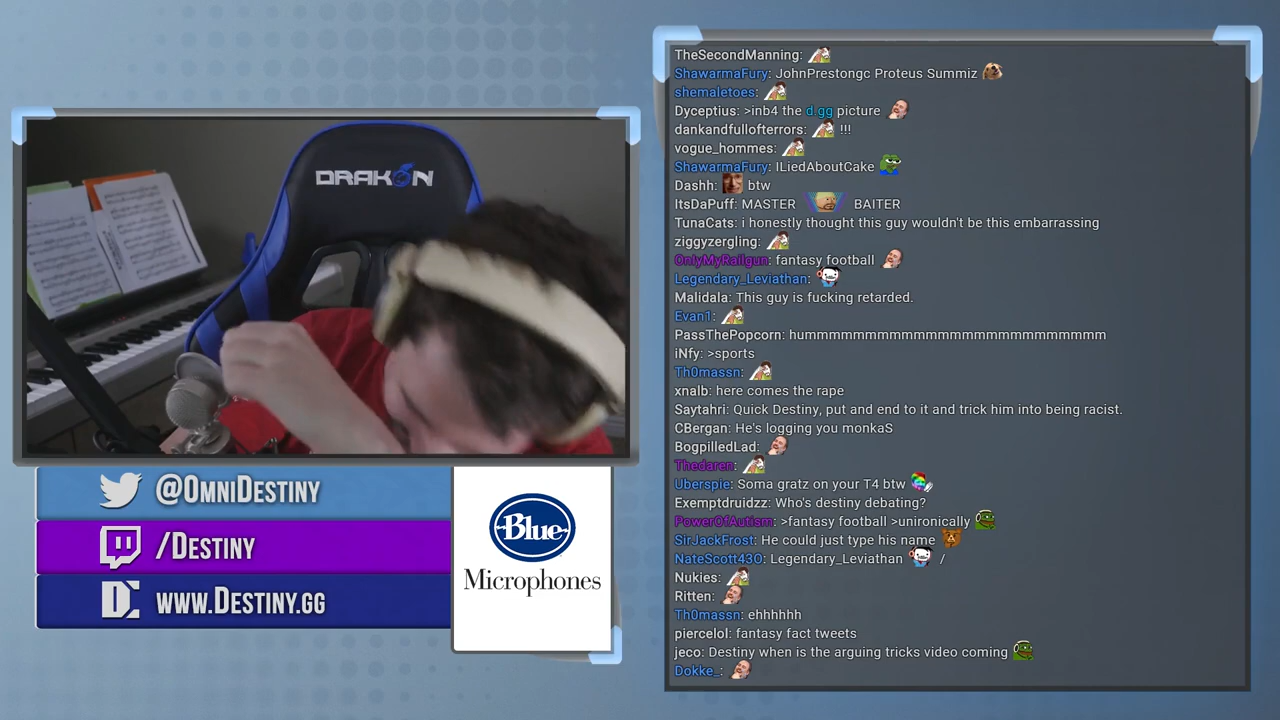 DRAKON
@OmniDestiny
/Destiny
www.Destiny.gg
Blue
Microphones
TheSecondManning:
ShawarmaFury: JohnPrestongc Proteus Summiz
shemaletoes:
Dyceptius: >inb4 the d.gg picture
dankandfullofterrors: !!!
vogue_hommes:
ShawarmaFury: ILiedAboutCake
Dashh: btw
ItsDaPuff: MASTER BAITER
TunaCats: i honestly thought this guy wouldn't be this embarrassing
ziggyzergling:
OnlyMyRailgun: fantasy football
Legendary_Leviathan:
Malidala: This guy is fucking retarded.
Evan1:
PassThePopcorn: hummmmmmmmmmmmmmmmmmmmmmmm
iNfy: >sports
Th0massn:
xnalb: here comes the rape
Saytahri: Quick Destiny, put and end to it and trick him into being racist.
CBergan: He's logging you monkaS
BogpilledLad:
Thedaren:
Uberspie: Soma gratz on your T4 btw
Exemptdruidzz: Who's destiny debating?
PowerOfAutism: >fantasy football >unironically
SirJackFrost: He could just type his name
NateScott430: Legendary_Leviathan /
Nukies:
Ritten:
Th0massn: ehhhhhh
piercelol: fantasy fact tweets
jeco: Destiny when is the arguing tricks video coming
Dokke_: